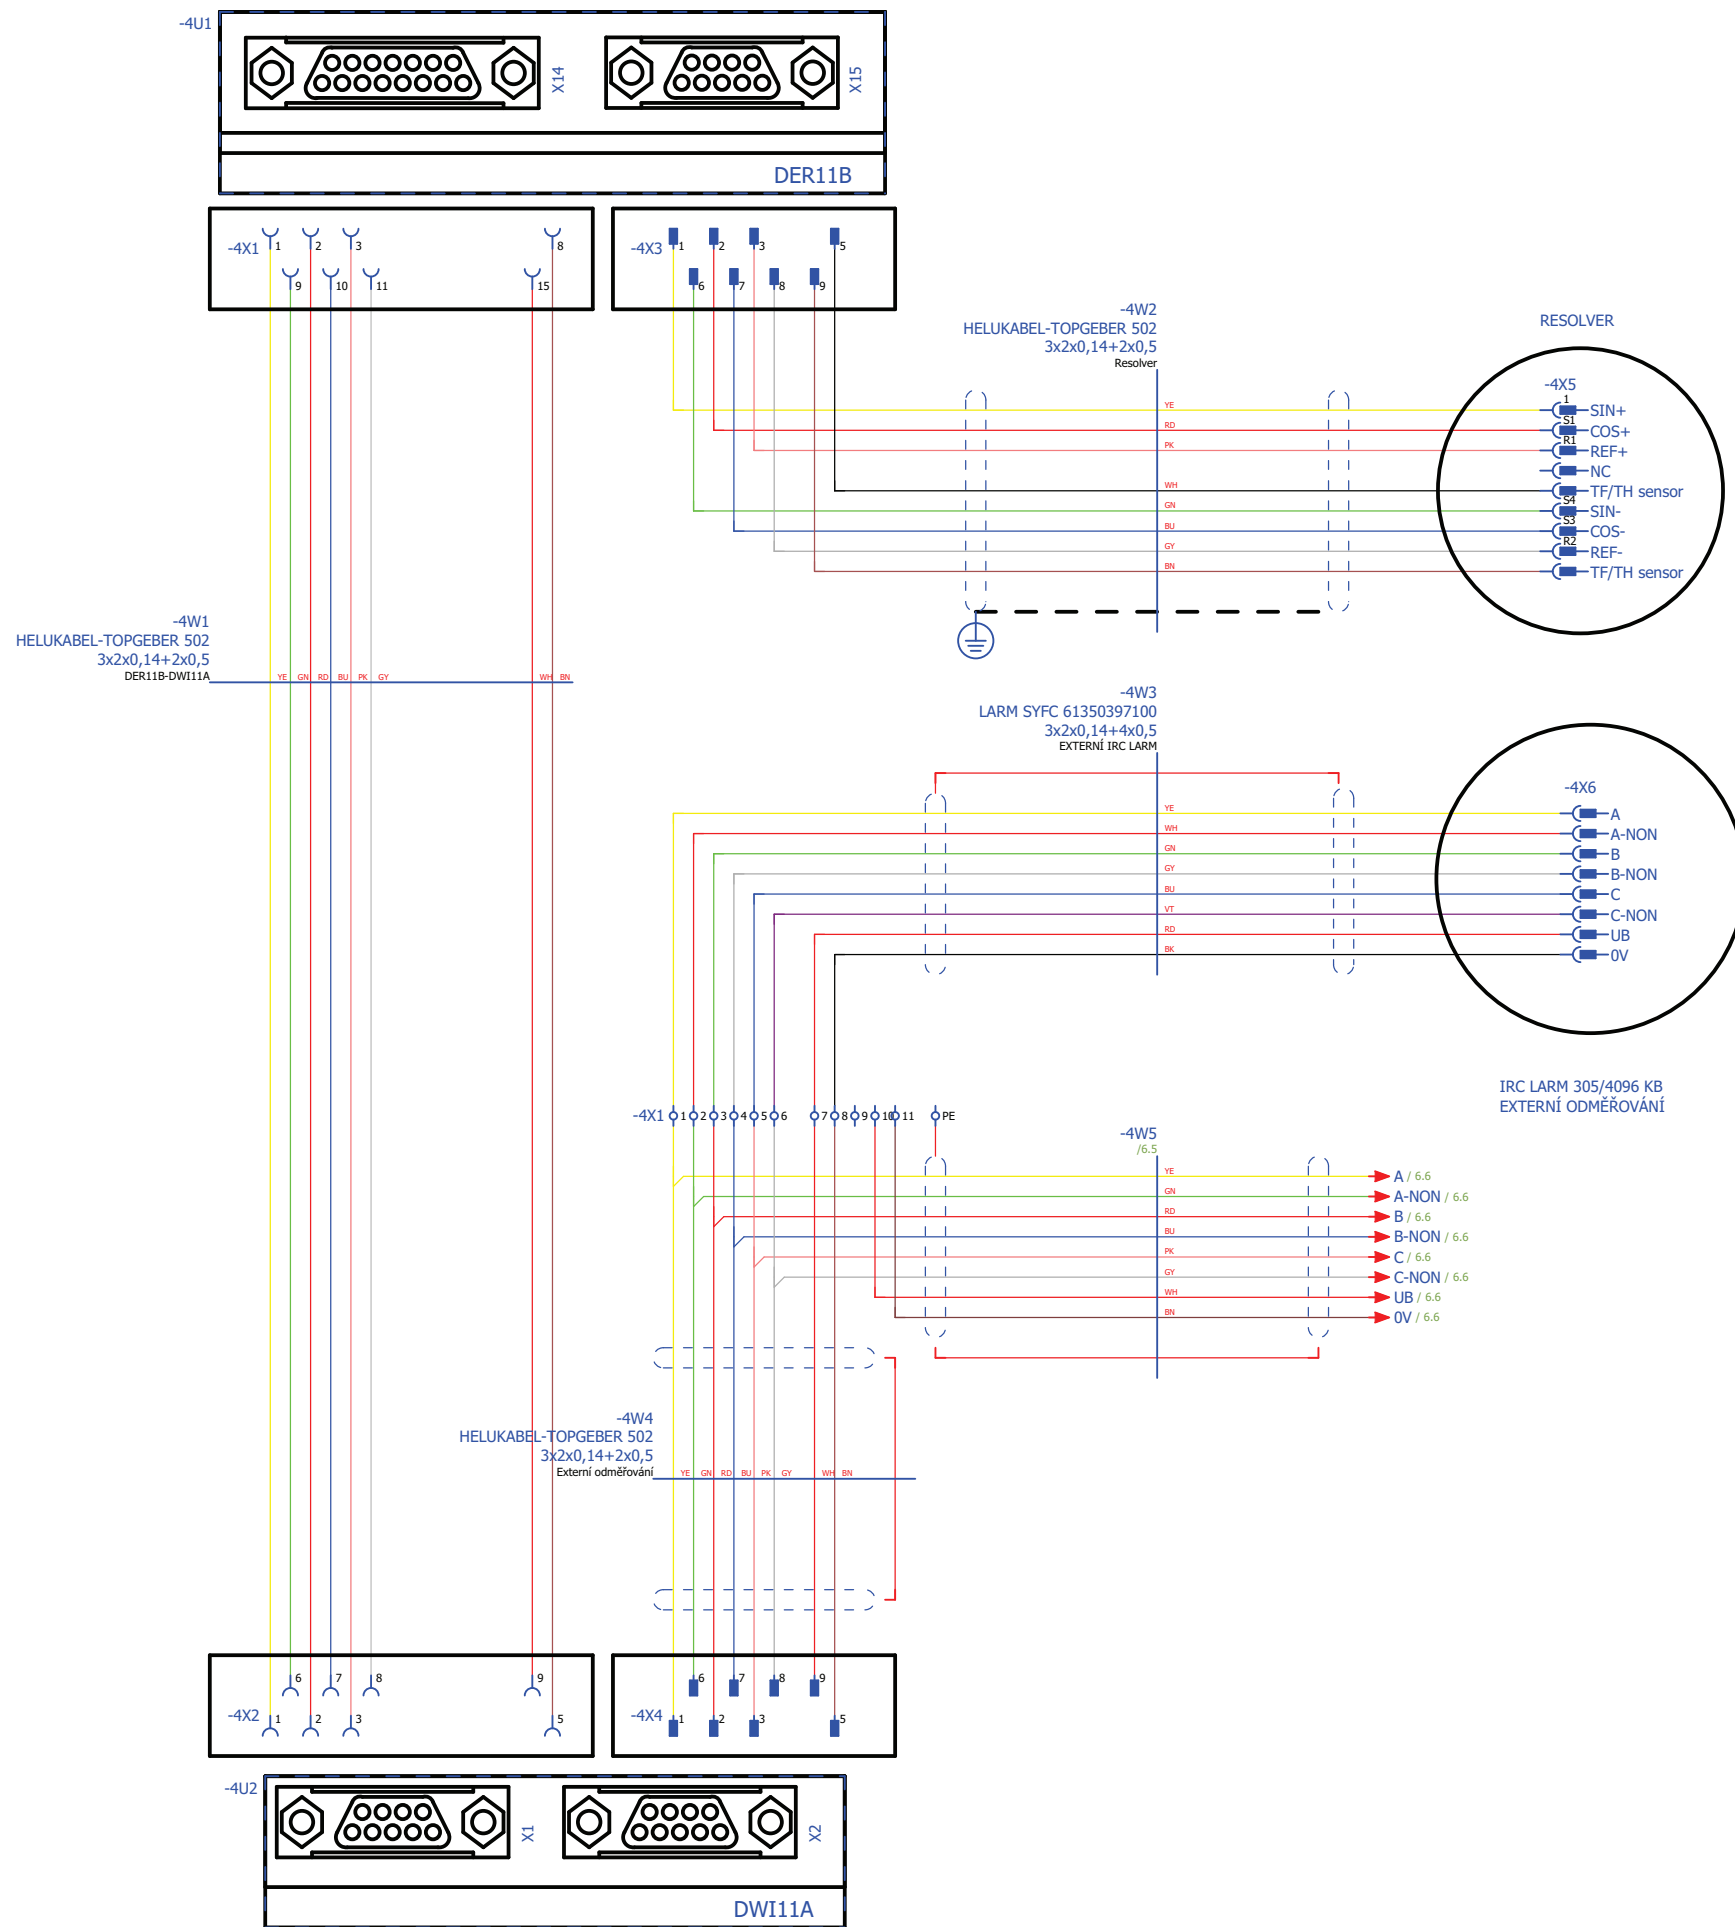 -4U1
X14
X15
DER11B
-4X1
1
2
3
8
9
10
11
15
-4X3
1
2
3
5
6
7
8
9
-4W2
HELUKABEL-TOPGEBER 502
3x2x0,14+2x0,5
Resolver
RESOLVER
-4X5
YE
1
SIN+
RD
S1
COS+
PK
R1
REF+
NC
WH
TF/TH sensor
GN
S4
SIN-
BU
S3
COS-
GY
R2
REF-
BN
TF/TH sensor
-4W1
HELUKABEL-TOPGEBER 502
3x2x0,14+2x0,5
DER11B-DWI11A
YE GN RD BU PK GY WH BN
-4W3
LARM SYFC 61350397100
3x2x0,14+4x0,5
EXTERNÍ IRC LARM
-4X6
YE
A
WH
A-NON
GN
B
GY
B-NON
BU
C
VT
C-NON
RD
UB
BK
0V
IRC LARM 305/4096 KB
EXTERNÍ ODMĚŘOVÁNÍ
-4X1 1 2 3 4 5 6 7 8 9 10 11 PE
-4W5
/6.5
YE
A / 6.6
GN
A-NON / 6.6
RD
B / 6.6
BU
B-NON / 6.6
PK
C / 6.6
GY
C-NON / 6.6
WH
UB / 6.6
BN
0V / 6.6
-4W4
HELUKABEL-TOPGEBER 502
3x2x0,14+2x0,5
Externí odměřování
YE GN RD BU PK GY WH BN
6
7
8
9
-4X2
1
2
3
5
6
7
8
9
-4X4
1
2
3
5
-4U2
X1
X2
DWI11A